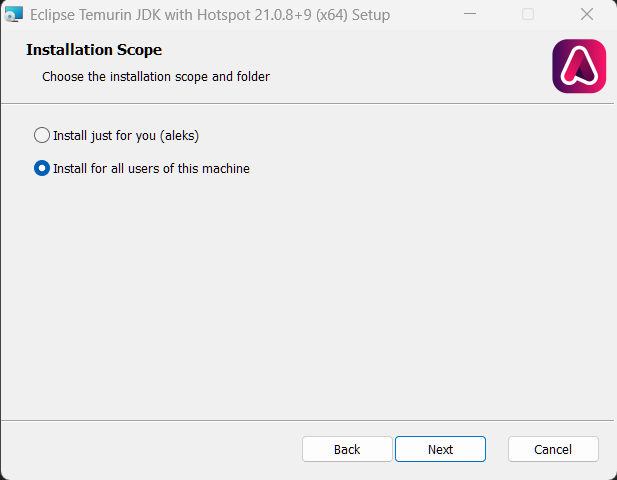 Eclipse Temurin JDK with Hotspot 21.0.8+9 (x64) Setup
Installation Scope
Choose the installation scope and folder
Install just for you (aleks)
Install for all users of this machine
Back Next Cancel